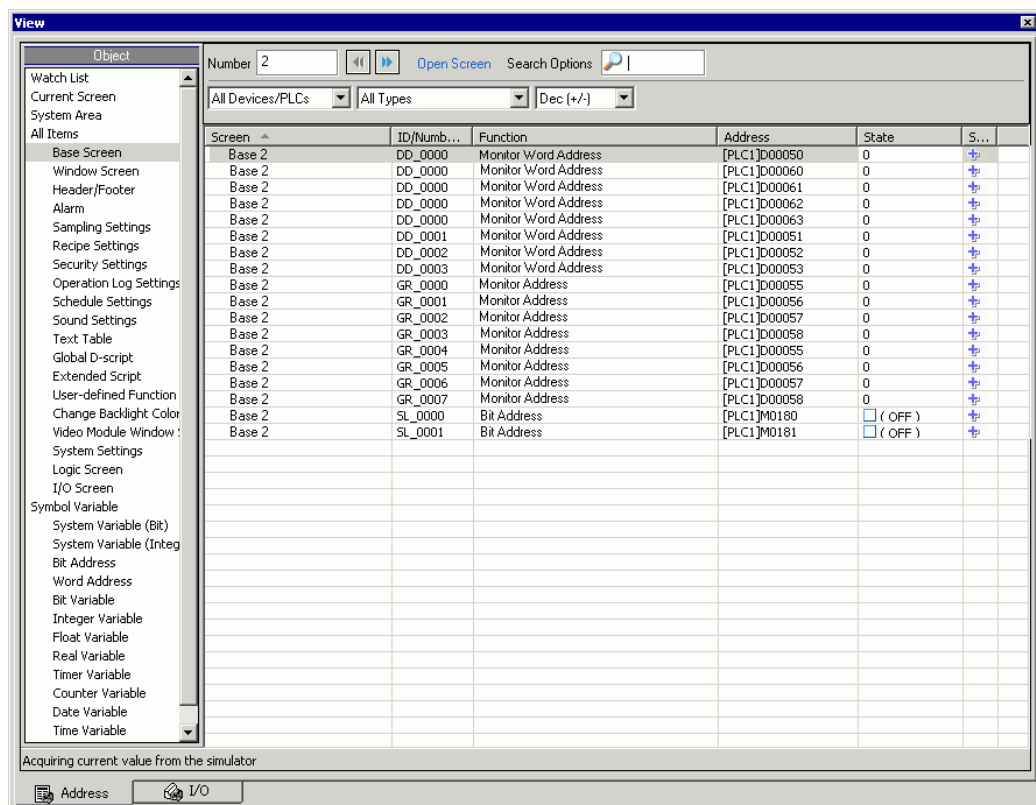 View
Object
Watch List
Current Screen
System Area
All Items
Base Screen
Window Screen
Header/Footer
Alarm
Sampling Settings
Recipe Settings
Security Settings
Operation Log Settings
Schedule Settings
Sound Settings
Text Table
Global D-script
Extended Script
User-defined Function
Change Backlight Color
Video Module Window
System Settings
Logic Screen
I/O Screen
Symbol Variable
System Variable (Bit)
System Variable (Integ
Bit Address
Word Address
Bit Variable
Integer Variable
Float Variable
Real Variable
Timer Variable
Counter Variable
Date Variable
Time Variable
Number 2 Open Screen Search Options
All Devices/PLCs All Types Dec (+/-)
Screen ID/Numb... Function Address State S...
Base 2 DD_0000 Monitor Word Address [PLC1]D00050 0
Base 2 DD_0000 Monitor Word Address [PLC1]D00060 0
Base 2 DD_0000 Monitor Word Address [PLC1]D00061 0
Base 2 DD_0000 Monitor Word Address [PLC1]D00062 0
Base 2 DD_0000 Monitor Word Address [PLC1]D00063 0
Base 2 DD_0001 Monitor Word Address [PLC1]D00051 0
Base 2 DD_0002 Monitor Word Address [PLC1]D00052 0
Base 2 DD_0003 Monitor Word Address [PLC1]D00053 0
Base 2 GR_0000 Monitor Address [PLC1]D00055 0
Base 2 GR_0001 Monitor Address [PLC1]D00056 0
Base 2 GR_0002 Monitor Address [PLC1]D00057 0
Base 2 GR_0003 Monitor Address [PLC1]D00058 0
Base 2 GR_0004 Monitor Address [PLC1]D00055 0
Base 2 GR_0005 Monitor Address [PLC1]D00056 0
Base 2 GR_0006 Monitor Address [PLC1]D00057 0
Base 2 GR_0007 Monitor Address [PLC1]D00058 0
Base 2 SL_0000 Bit Address [PLC1]M0180 ( OFF )
Base 2 SL_0001 Bit Address [PLC1]M0181 ( OFF )
Acquiring current value from the simulator
Address I/O